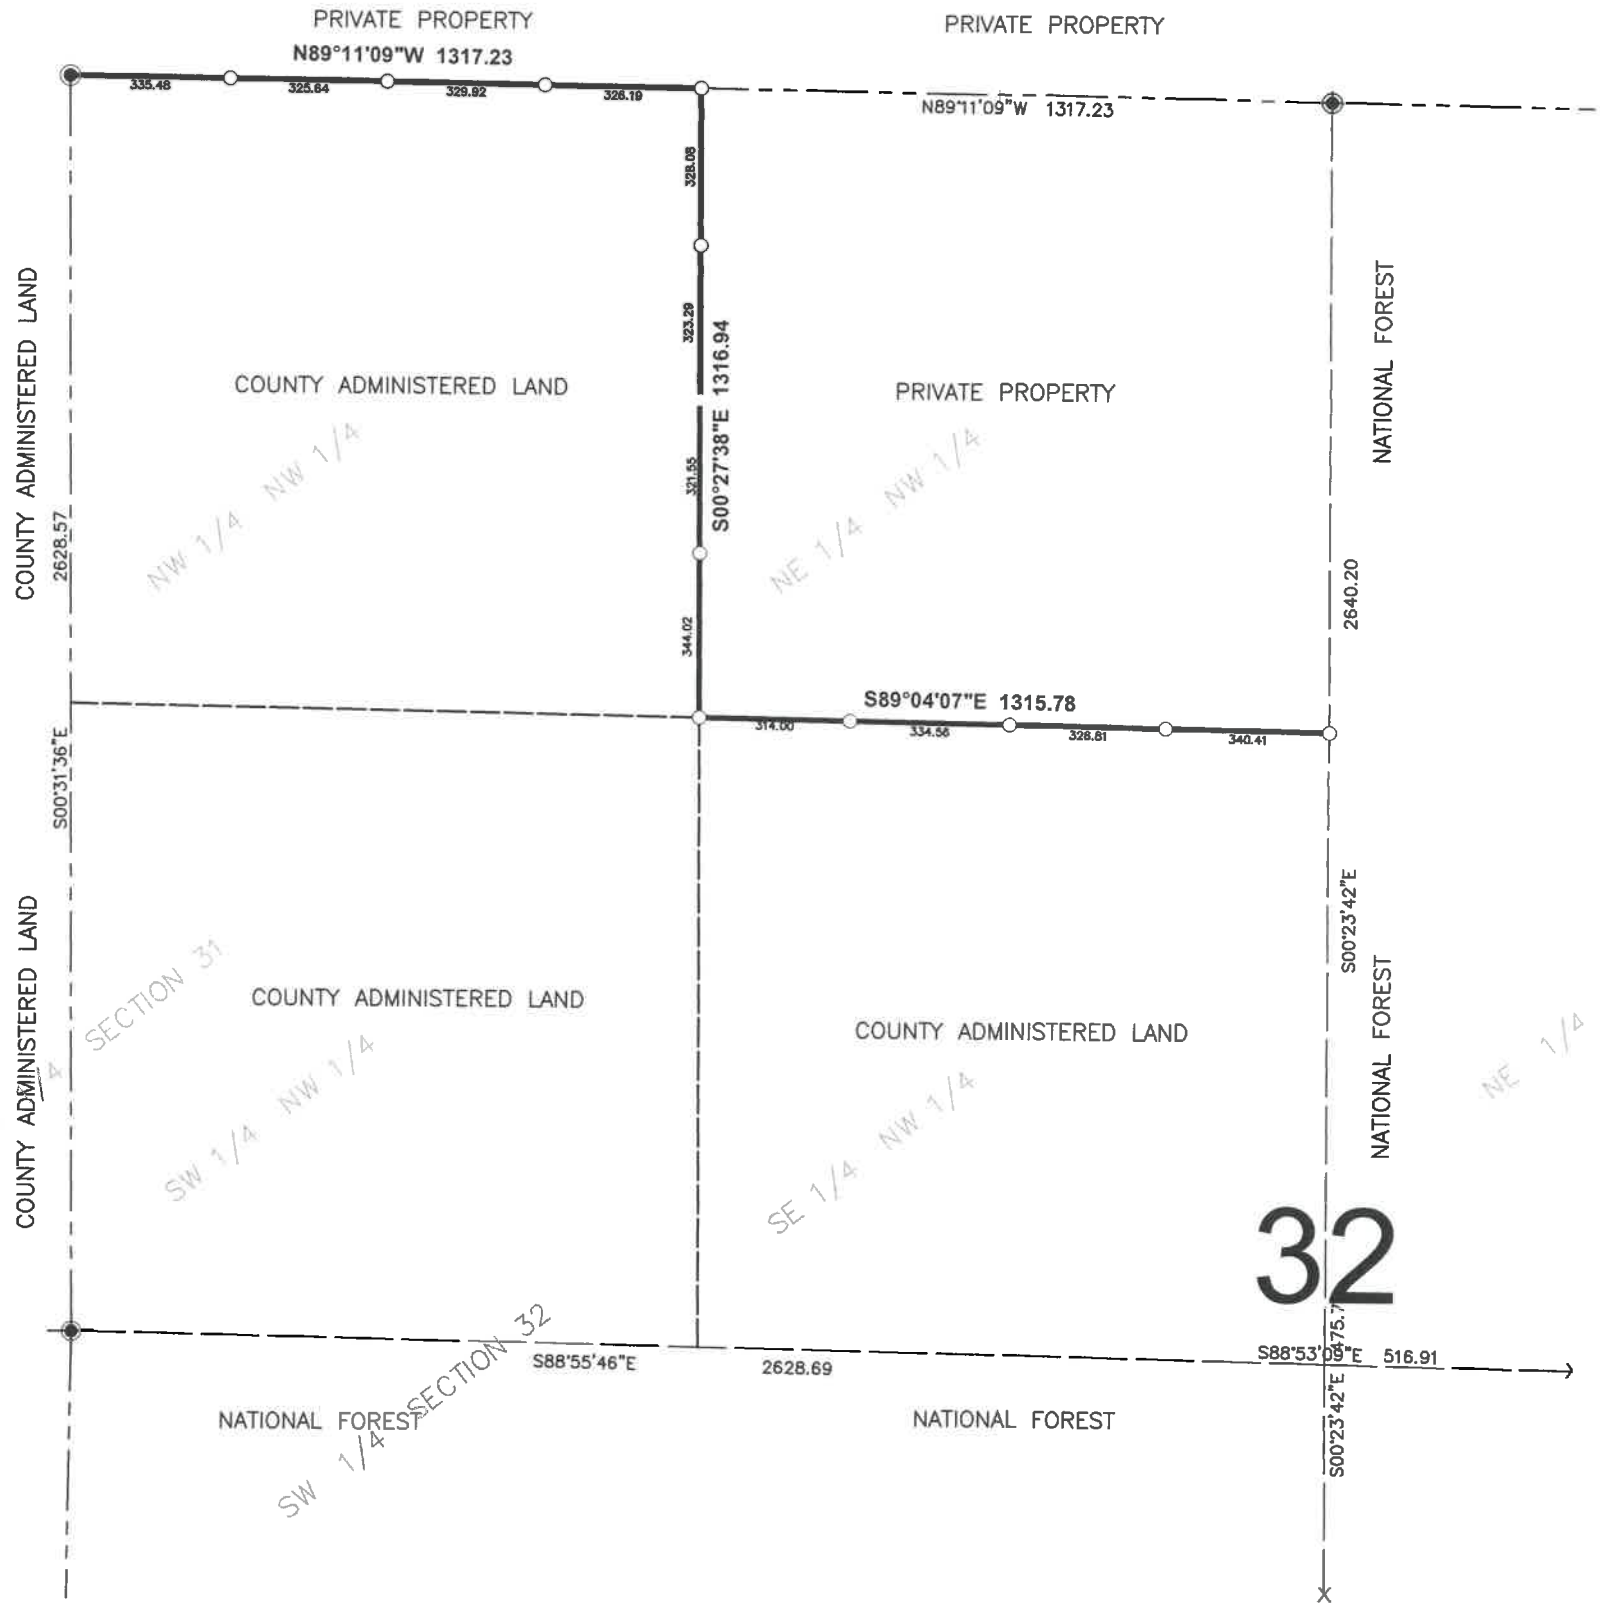 PRIVATE PROPERTY
PRIVATE PROPERTY
N89°11'09"W 1317.23
335.48
325.64
329.92
326.19
N89°11'09"W 1317.23
328.08
323.29
S00°27'38"E 1316.94
321.55
344.02
COUNTY ADMINISTERED LAND
COUNTY ADMINISTERED LAND
NW 1/4 NW 1/4
2628.57
S00°31'36"E
PRIVATE PROPERTY
NE 1/4 NW 1/4
NATIONAL FOREST
2640.20
S89°04'07"E 1315.78
314.00
334.56
328.81
340.41
S00°23'42"E
COUNTY ADMINISTERED LAND
SECTION 31
4
COUNTY ADMINISTERED LAND
SW 1/4 NW 1/4
COUNTY ADMINISTERED LAND
SE 1/4 NW 1/4
NATIONAL FOREST
NE 1/4
32
S88°55'46"E 2628.69
S88°53'09"E 516.91
S00°23'42"E
NATIONAL FOREST
SW 1/4 SECTION 32
NATIONAL FOREST